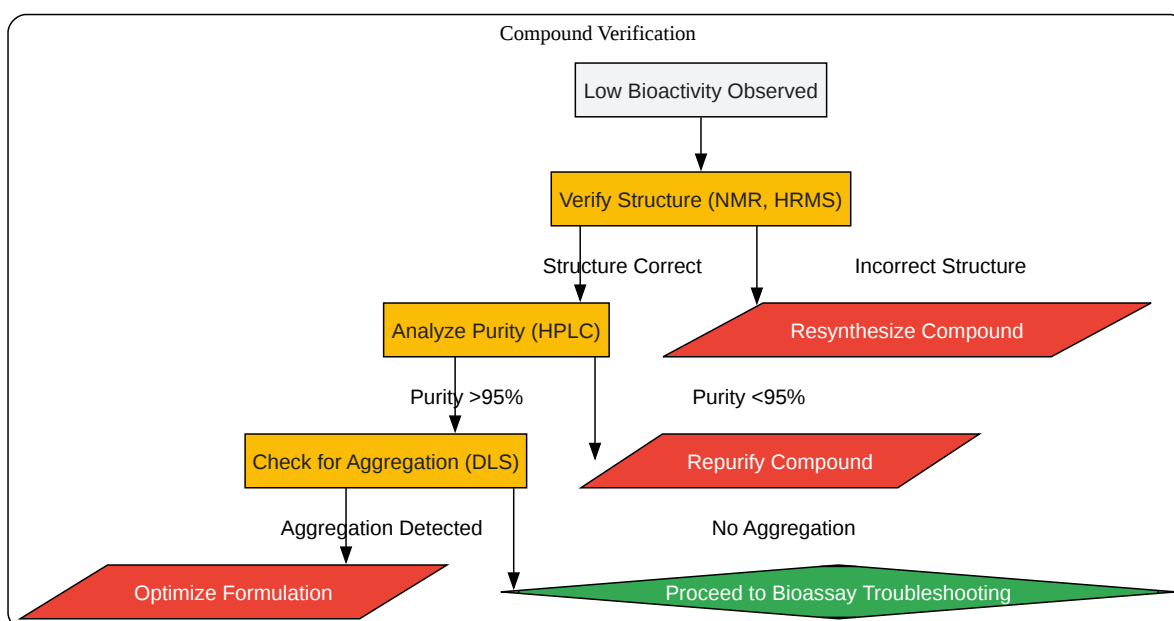 Compound Verification
Low Bioactivity Observed
Verify Structure (NMR, HRMS)
Structure Correct
Incorrect Structure
Analyze Purity (HPLC)
Resynthesize Compound
Purity >95%
Purity <95%
Check for Aggregation (DLS)
Repurify Compound
Aggregation Detected
No Aggregation
Optimize Formulation
Proceed to Bioassay Troubleshooting